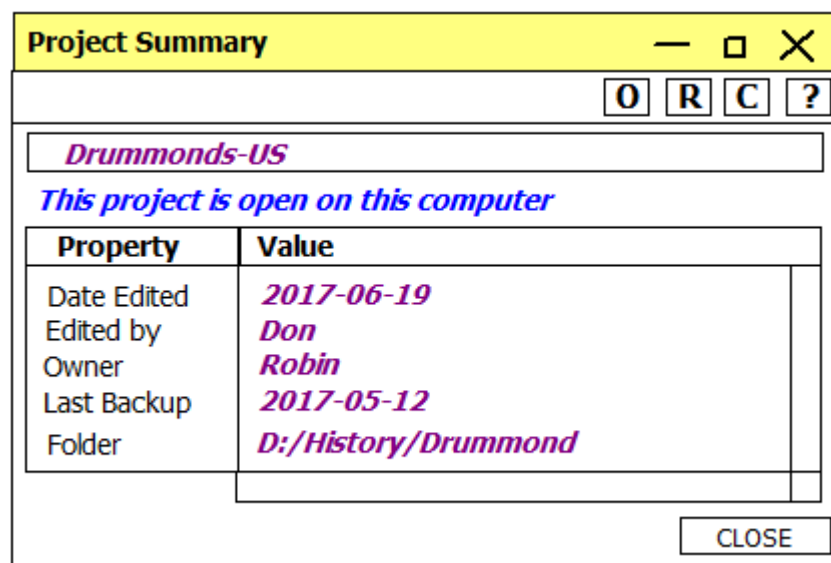 Project Summary
O R C ?
Drummonds-US
This project is open on this computer
Property Value
Date Edited 2017-06-19
Edited by Don
Owner Robin
Last Backup 2017-05-12
Folder D:/History/Drummond
CLOSE